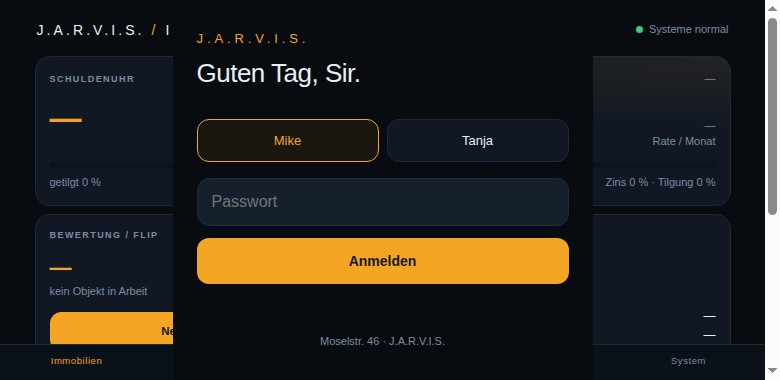 J.A.R.V.I.S. / I
Systeme normal
J.A.R.V.I.S.
Guten Tag, Sir.
Mike
Tanja
Passwort
Anmelden
Moselstr. 46 · J.A.R.V.I.S.
SCHULDENUHR
—
—
—
Rate / Monat
getilgt 0 %
Zins 0 % · Tilgung 0 %
BEWERTUNG / FLIP
—
kein Objekt in Arbeit
Ne
—
—
Immobilien
System